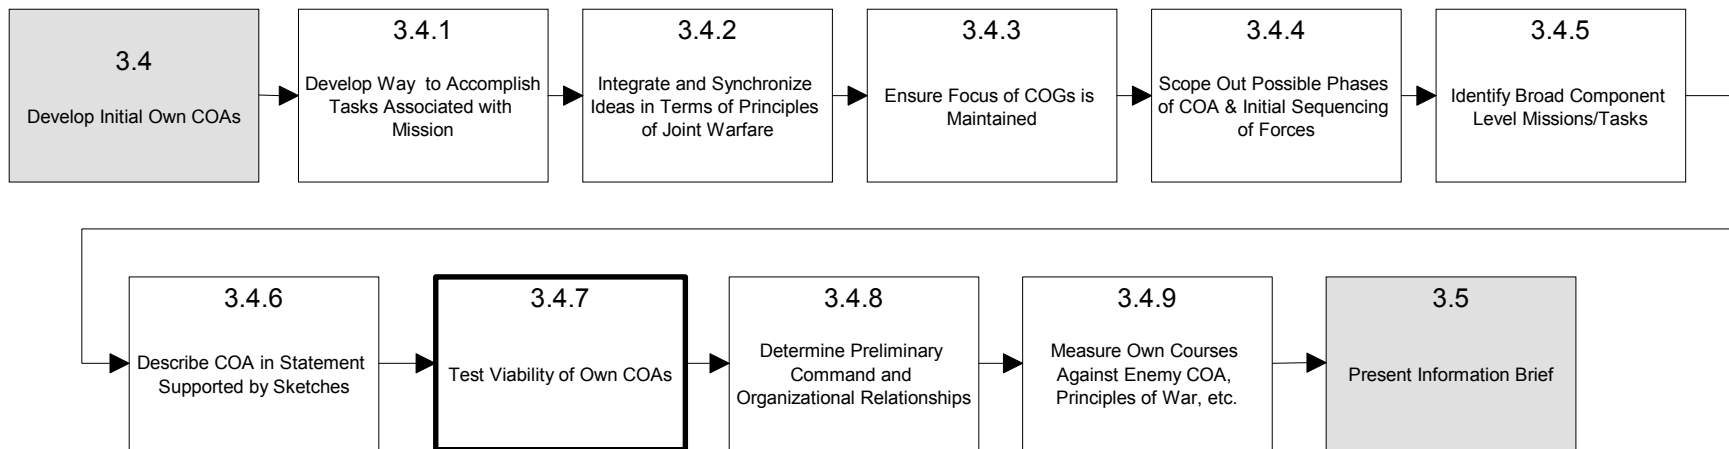 3.4
Develop Initial Own COAs
3.4.1
Develop Way to Accomplish
Tasks Associated with
Mission
3.4.2
Integrate and Synchronize
Ideas in Terms of Principles
of Joint Warfare
3.4.3
Ensure Focus of COGs is
Maintained
3.4.4
Scope Out Possible Phases
of COA & Initial Sequencing
of Forces
3.4.5
Identify Broad Component
Level Missions/Tasks
3.4.6
Describe COA in Statement
Supported by Sketches
3.4.7
Test Viability of Own COAs
3.4.8
Determine Preliminary
Command and
Organizational Relationships
3.4.9
Measure Own Courses
Against Enemy COA,
Principles of War, etc.
3.5
Present Information Brief